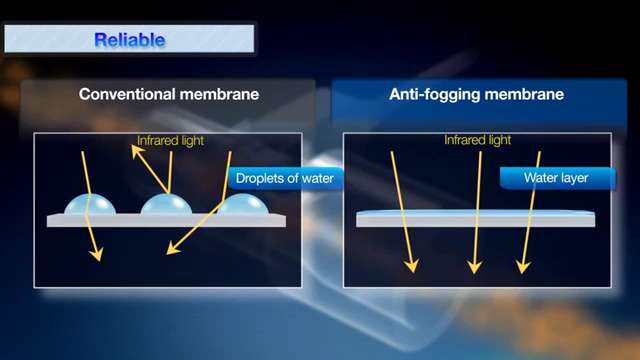 Reliable
Conventional membrane
Infrared light
Droplets of water
Anti-fogging membrane
Infrared light
Water layer